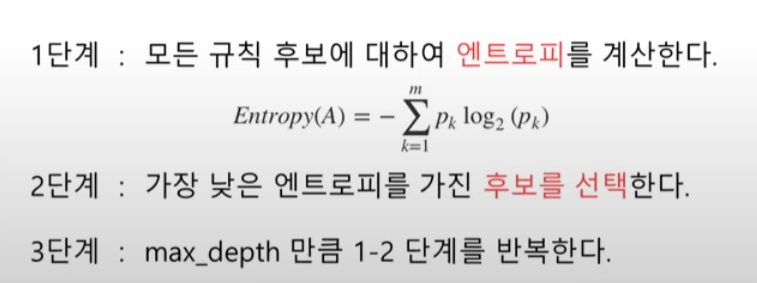 1단계 : 모든 규칙 후보에 대하여 엔트로피를 계산한다.
Entropy(A) = − ∑_{k=1}^{m} p_k log_2 (p_k)
2단계 : 가장 낮은 엔트로피를 가진 후보를 선택한다.
3단계 : max_depth 만큼 1-2 단계를 반복한다.